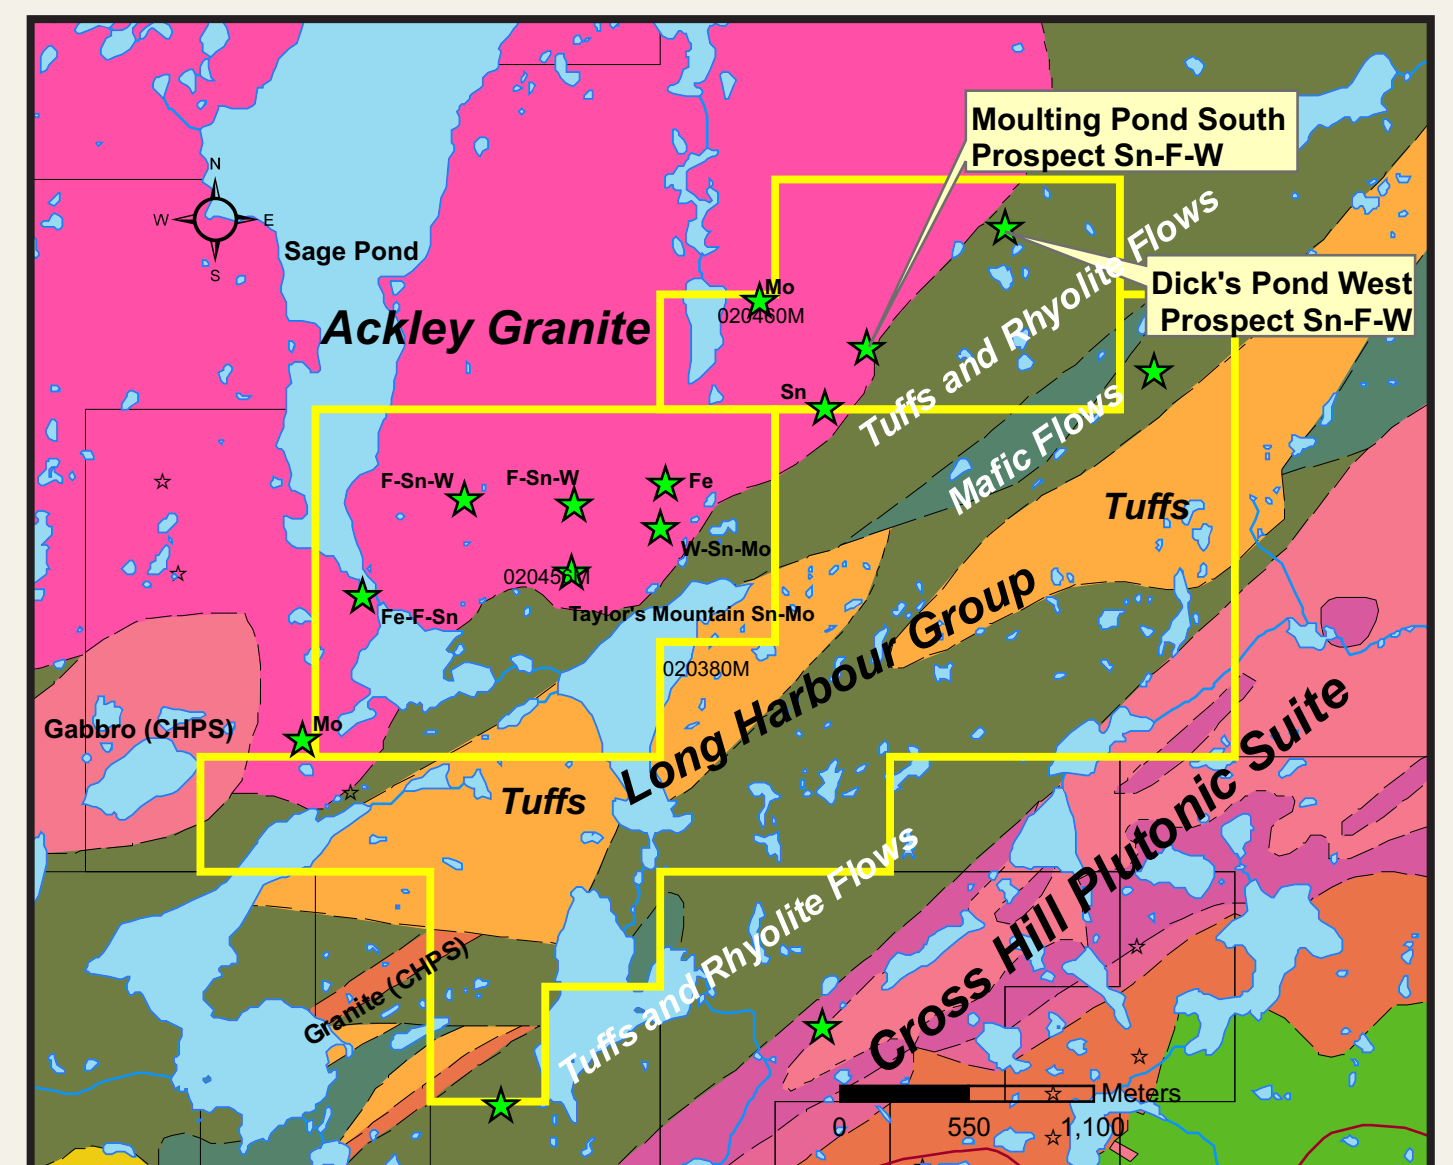 Moulting Pond South
Prospect Sn-F-W
N
W
E
S
Sage Pond
Dick's Pond West
Prospect Sn-F-W
Mo
020460M
Ackley Granite
Tuffs and Rhyolite Flows
Sn
Mafic Flows
F-Sn-W
F-Sn-W
Fe
Tuffs
W-Sn-Mo
Fe-F-Sn
Taylor's Mountain Sn-Mo
020380M
Long Harbour Group
Gabbro (CHPS)
Mo
Tuffs
Cross Hill Plutonic Suite
Tuffs and Rhyolite Flows
Granite (CHPS)
Meters
0
550
1,100